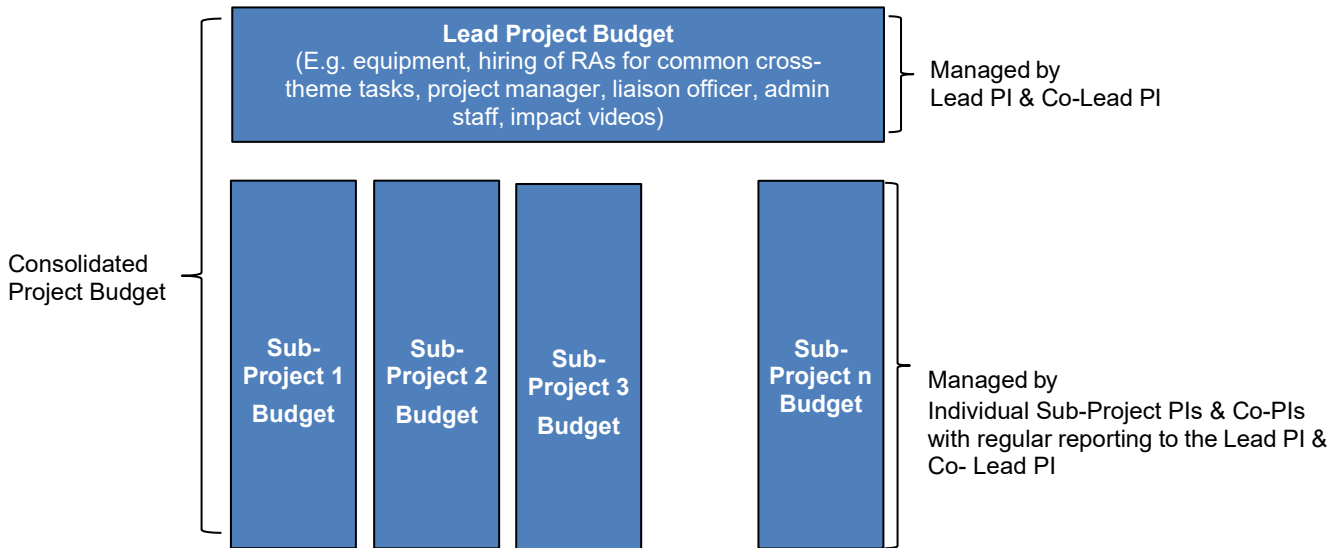 Lead Project Budget
(E.g. equipment, hiring of RAs for common cross-
theme tasks, project manager, liaison officer, admin
staff, impact videos)
Managed by
Lead PI & Co-Lead PI
Consolidated
Project Budget
Sub-
Project 1
Budget
Sub-
Project 2
Budget
Sub-
Project 3
Budget
Sub-
Project n
Budget
Managed by
Individual Sub-Project PIs & Co-PIs
with regular reporting to the Lead PI &
Co- Lead PI